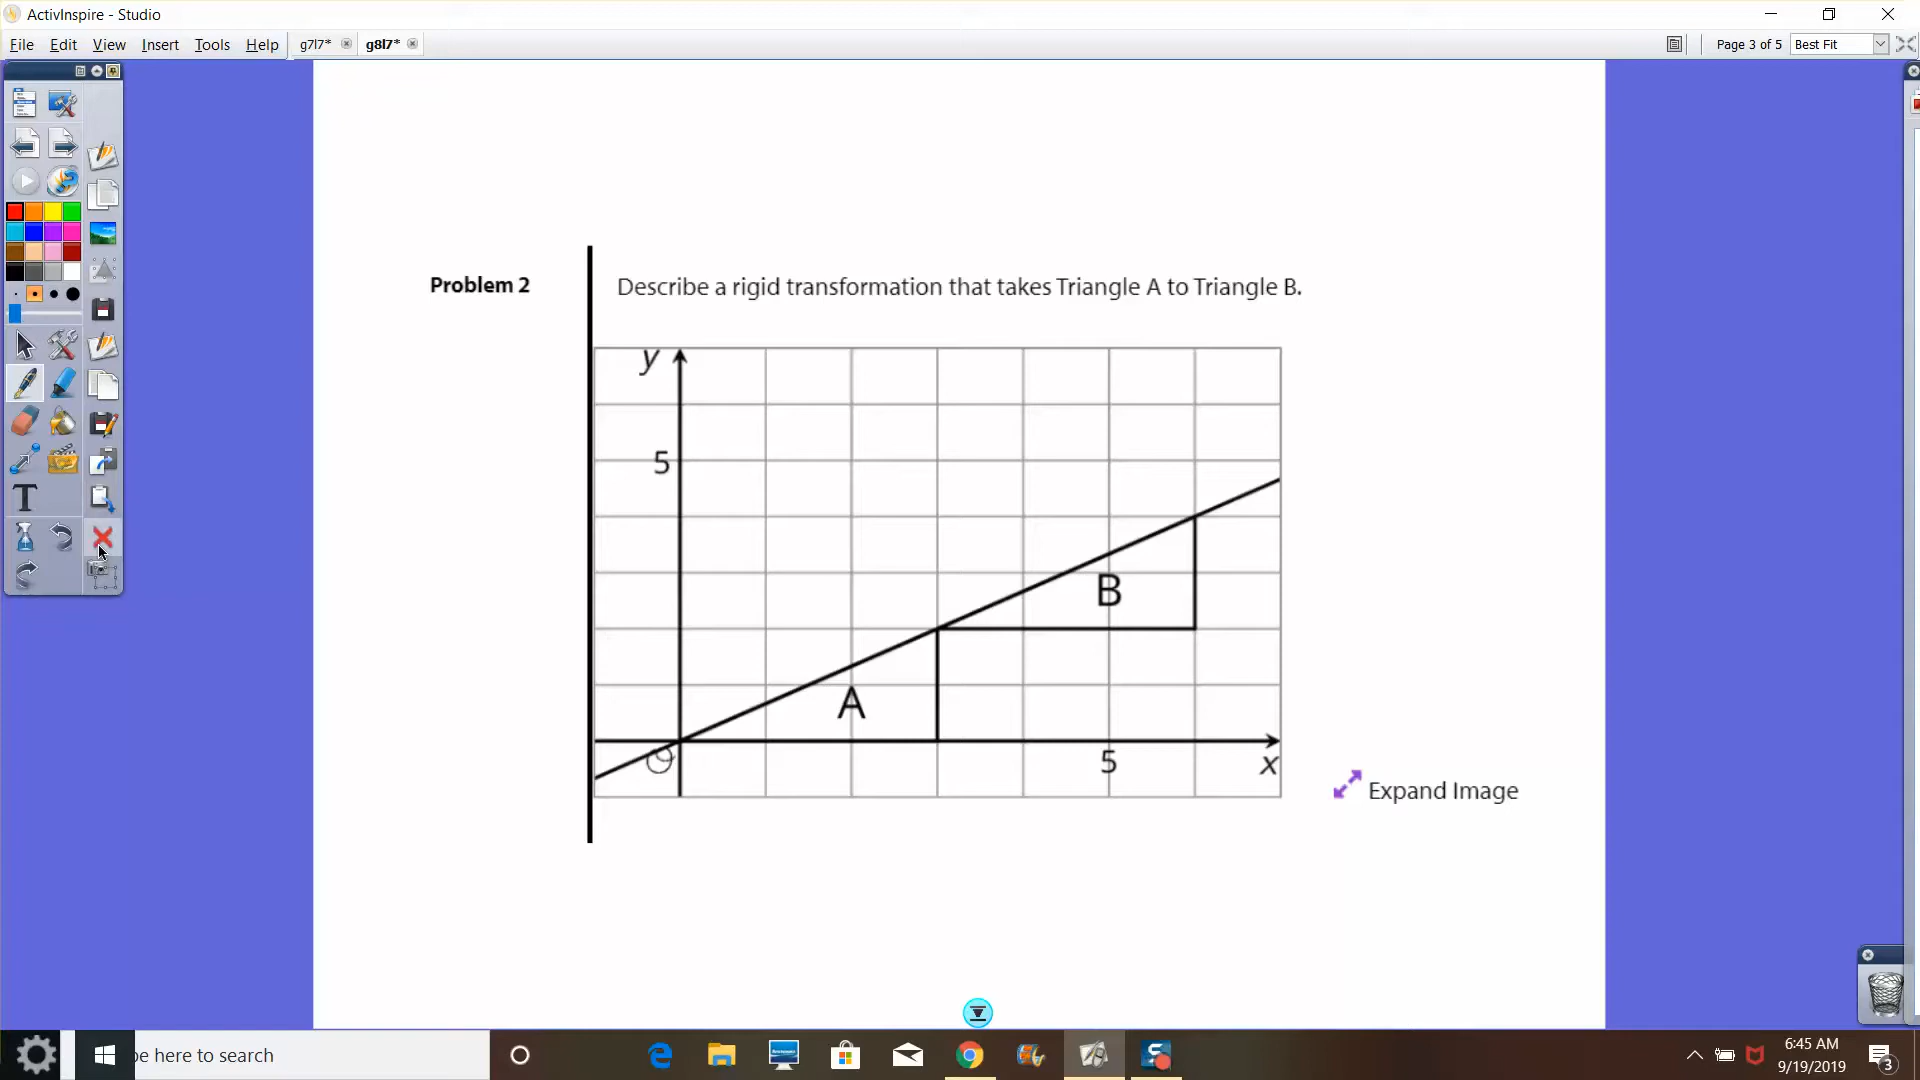 ActivInspire - Studio
File Edit View Insert Tools Help g7l7* g8l7* Page 3 of 5 Best Fit
Problem 2 Describe a rigid transformation that takes Triangle A to Triangle B.
y
5
B
A
O 5 x
Expand Image
T
pe here to search
6:45 AM
9/19/2019
3